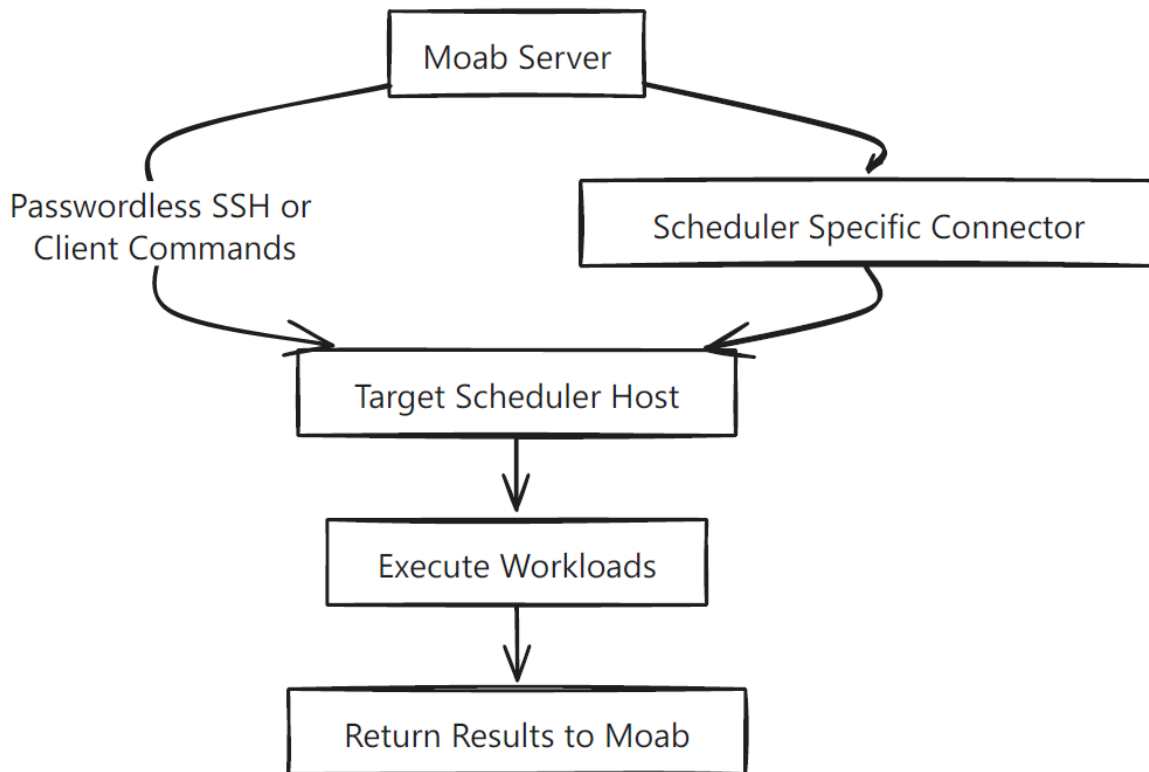 Moab Server
Passwordless SSH or
Client Commands
Scheduler Specific Connector
Target Scheduler Host
Execute Workloads
Return Results to Moab